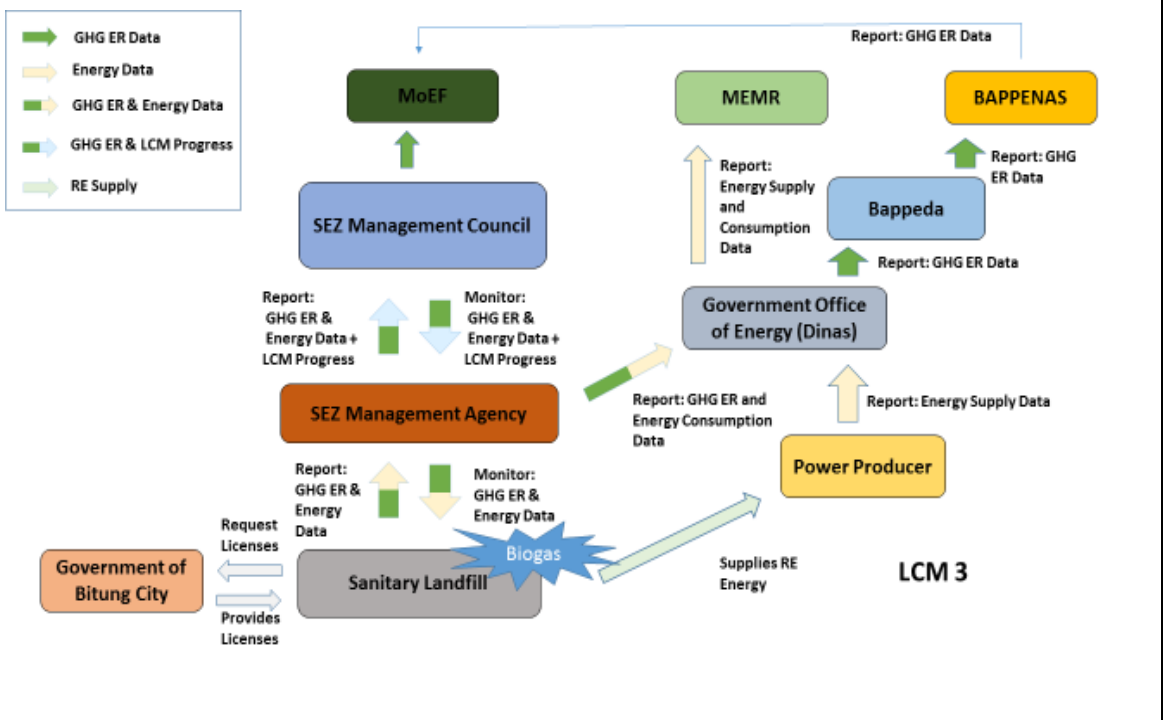 GHG ER Data
Energy Data
GHG ER & Energy Data
GHG ER & LCM Progress
RE Supply
Report: GHG ER Data
MoEF
MEMR
BAPPENAS
Report: GHG
ER Data
Report:
Energy Supply
and
Consumption
Data
SEZ Management Council
Bappeda
Report: GHG ER Data
Report:
GHG ER &
Energy Data +
LCM Progress
Monitor:
GHG ER &
Energy Data +
LCM Progress
Government Office
of Energy (Dinas)
SEZ Management Agency
Report: GHG ER and
Energy Consumption
Data
Report: Energy Supply Data
Power Producer
Report:
GHG ER &
Energy
Data
Monitor:
GHG ER &
Energy Data
Request
Licenses
Government of
Bitung City
Provides
Licenses
Sanitary Landfill
Biogas
Supplies RE
Energy
LCM 3